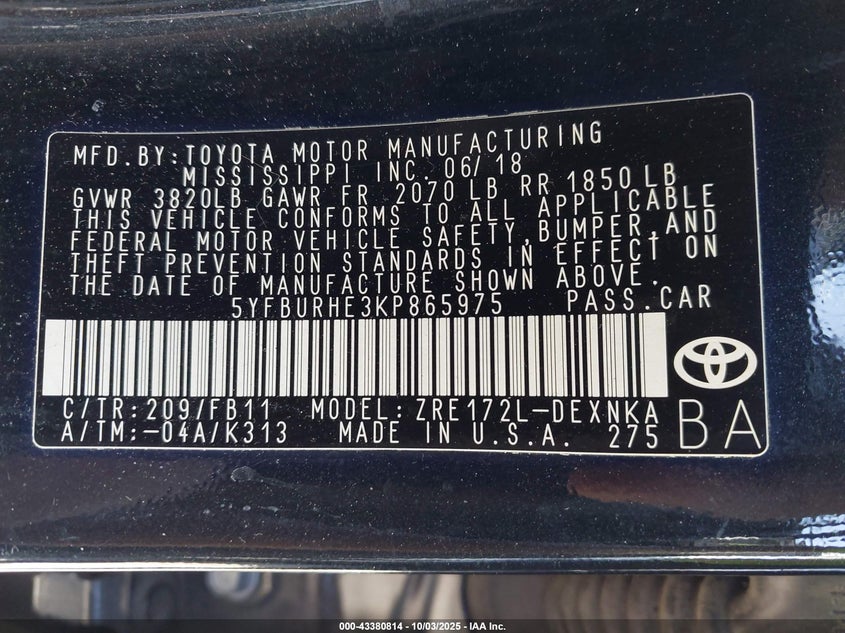 MFD.BY:TOYOTA MOTOR MANUFACTURING
MISSISSIPPI INC. 06/18
GVWR 3820LB GAWR FR 2070 LB RR 1850 LB
THIS VEHICLE CONFORMS TO ALL APPLICABLE
FEDERAL MOTOR VEHICLE SAFETY,BUMPER,AND
THEFT PREVENTION STANDARDS IN EFFECT ON
THE DATE OF MANUFACTURE SHOWN ABOVE.
5YFBURHE3KP865975 PASS.CAR
C/TR:209/FB11 MODEL: ZRE172L-DEXNKA
A/TM:-04A/K313 MADE IN U.S.A. 275
BA
000-43380814 - 10/03/2025 - IAA Inc.